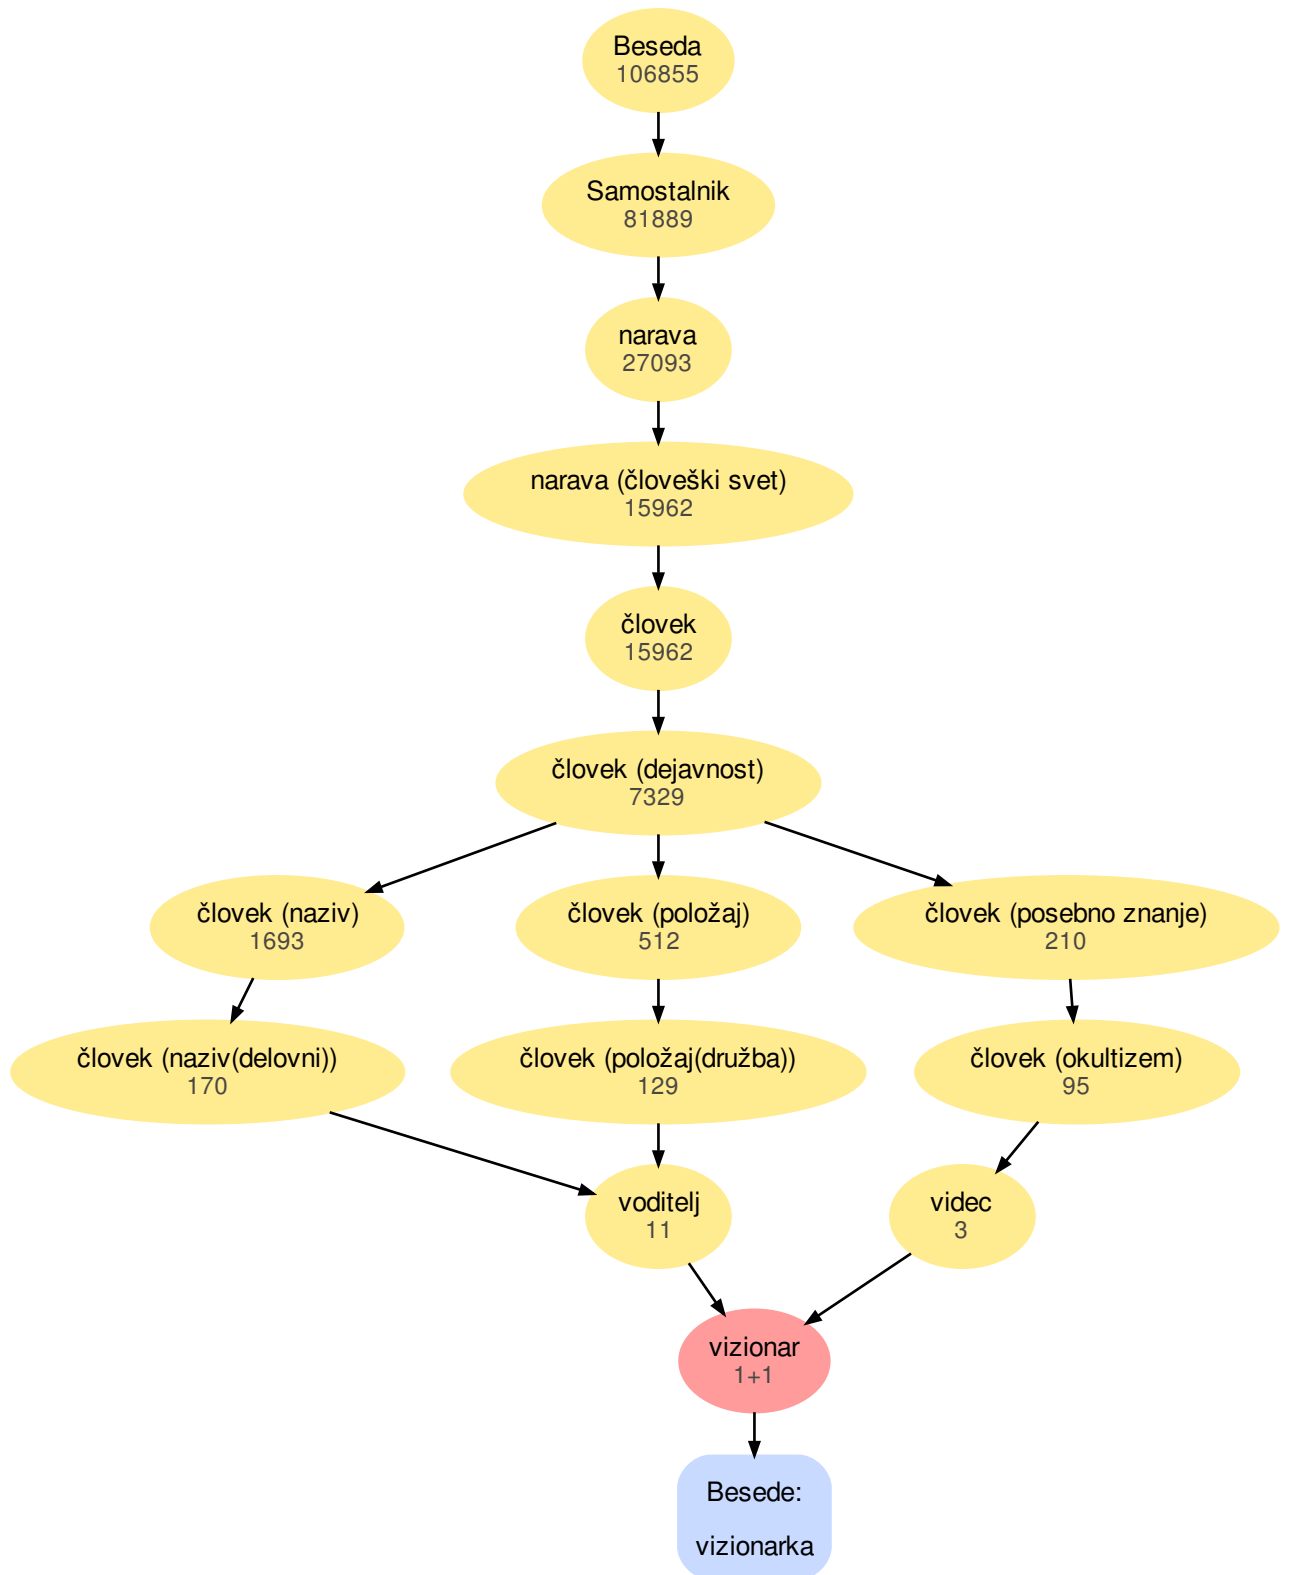 Beseda
106855
Samostalnik
81889
narava
27093
narava (človeški svet)
15962
človek
15962
človek (dejavnost)
7329
človek (naziv)
1693
človek (položaj)
512
človek (posebno znanje)
210
človek (naziv(delovni))
170
človek (položaj(družba))
129
človek (okultizem)
95
voditelj
11
videc
3
vizionar
1+1
Besede:
vizionarka